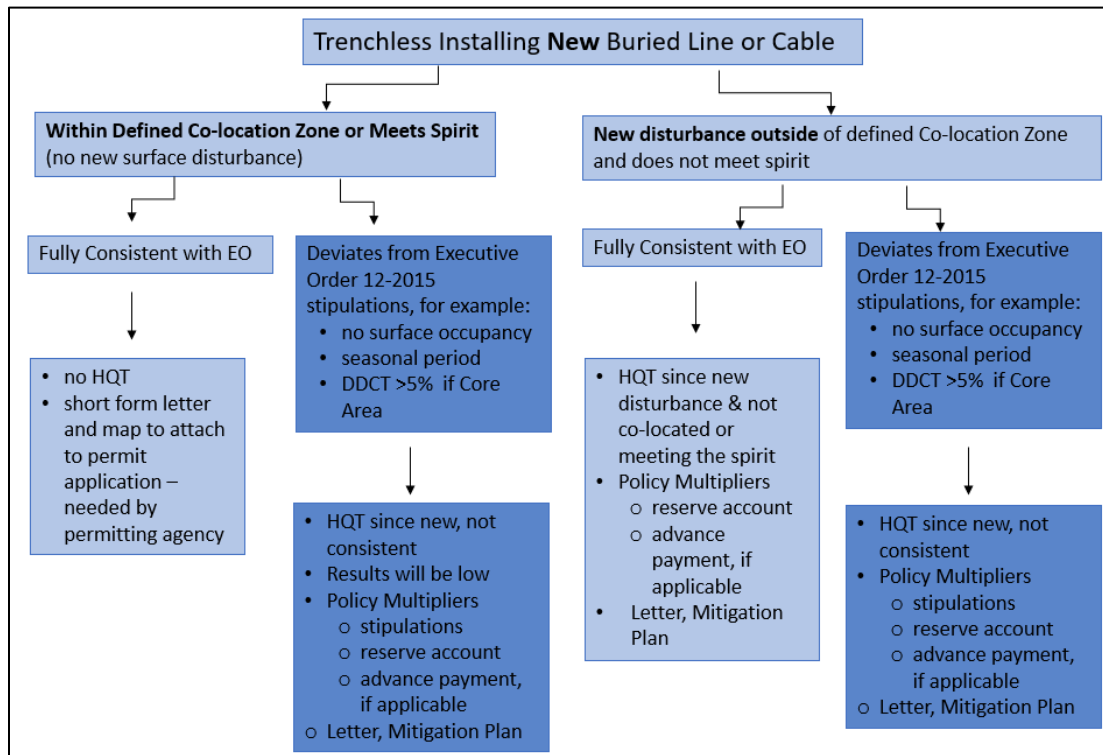 Trenchless Installing New Buried Line or Cable
Within Defined Co-location Zone or Meets Spirit
(no new surface disturbance)
New disturbance outside of defined Co-location Zone
and does not meet spirit
Fully Consistent with EO
Deviates from Executive
Order 12-2015
stipulations, for example:
• no surface occupancy
• seasonal period
• DDCT >5% if Core
Area
Fully Consistent with EO
Deviates from Executive
Order 12-2015
stipulations, for example:
• no surface occupancy
• seasonal period
• DDCT >5% if Core
Area
• no HQT
• short form letter
and map to attach
to permit
application –
needed by
permitting agency
• HQT since new, not
consistent
• Results will be low
• Policy Multipliers
o stipulations
o reserve account
o advance payment,
if applicable
o Letter, Mitigation Plan
• HQT since new
disturbance & not
co-located or
meeting the spirit
• Policy Multipliers
o reserve account
o advance
payment, if
applicable
• Letter, Mitigation
Plan
• HQT since new, not
consistent
• Policy Multipliers
o stipulations
o reserve account
o advance payment,
if applicable
o Letter, Mitigation Plan